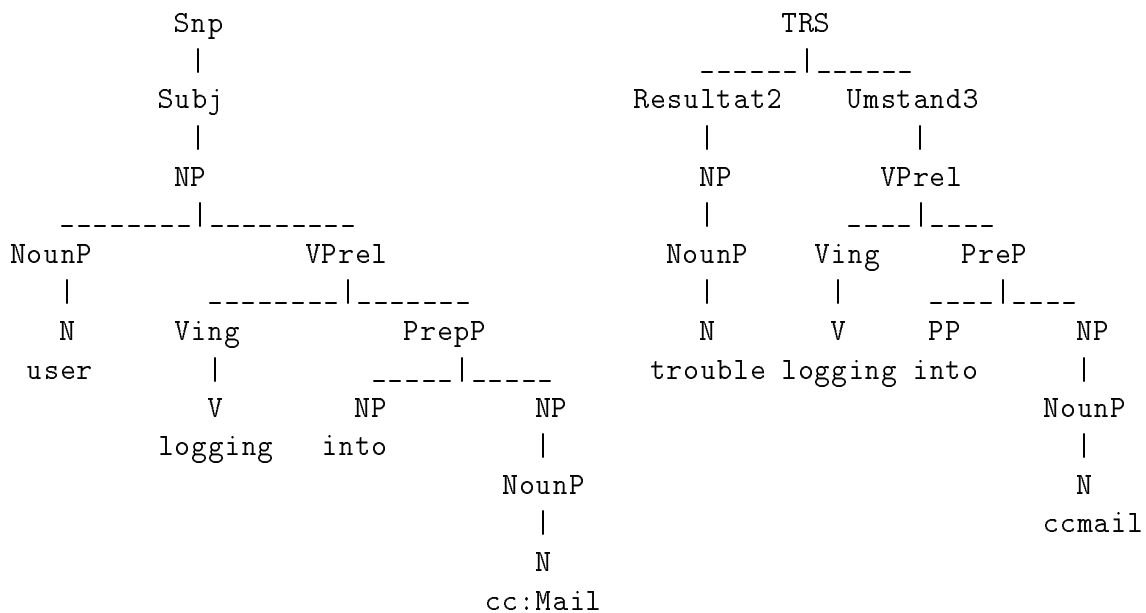 Snp TRS
Subj Resultat2 Umstand3
NP NP VPrel
NounP VPrel NounP Ving PreP
N Ving PrepP N V PP NP
user trouble logging into
V NP NP NounP
logging into
NounP N
ccmail
N
cc:Mail